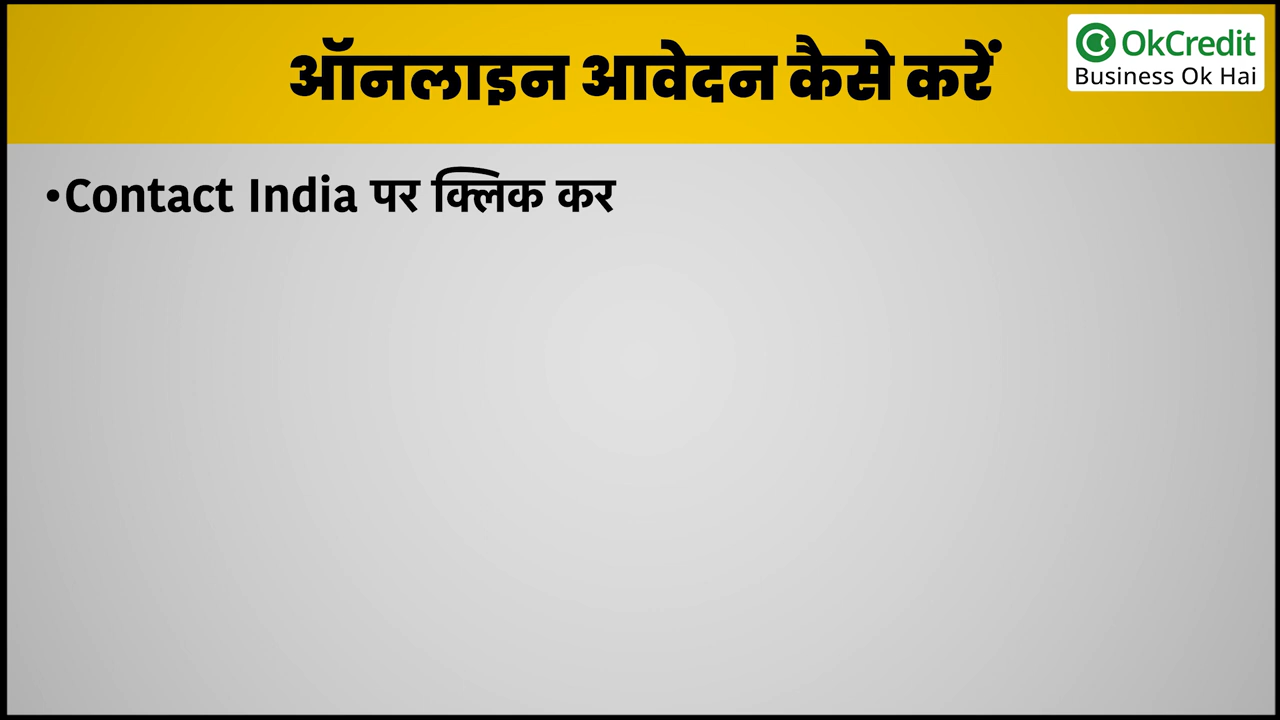 ऑनलाइन आवेदन कैसे करें
OkCredit
Business Ok Hai
•Contact India पर क्लिक कर